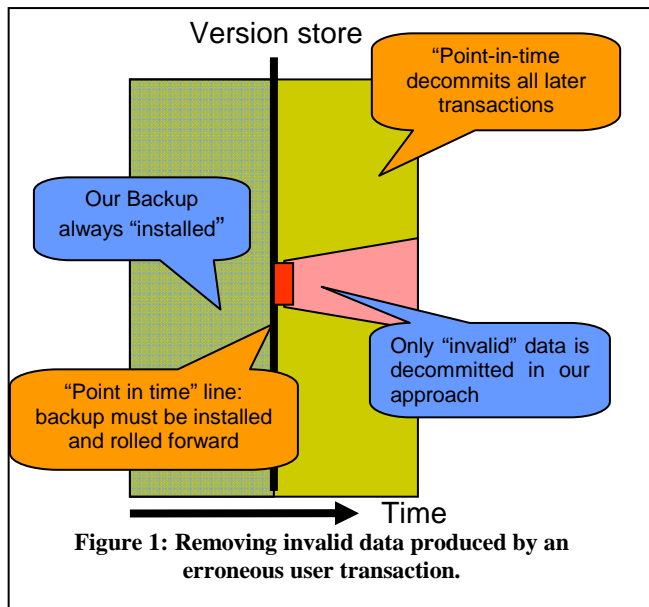 Version store
“Point-in-time
decommits all later
transactions
Our Backup
always “installed”
Only “invalid” data is
decommitted in our
approach
“Point in time” line:
backup must be installed
and rolled forward
Time
Figure 1: Removing invalid data produced by an
erroneous user transaction.